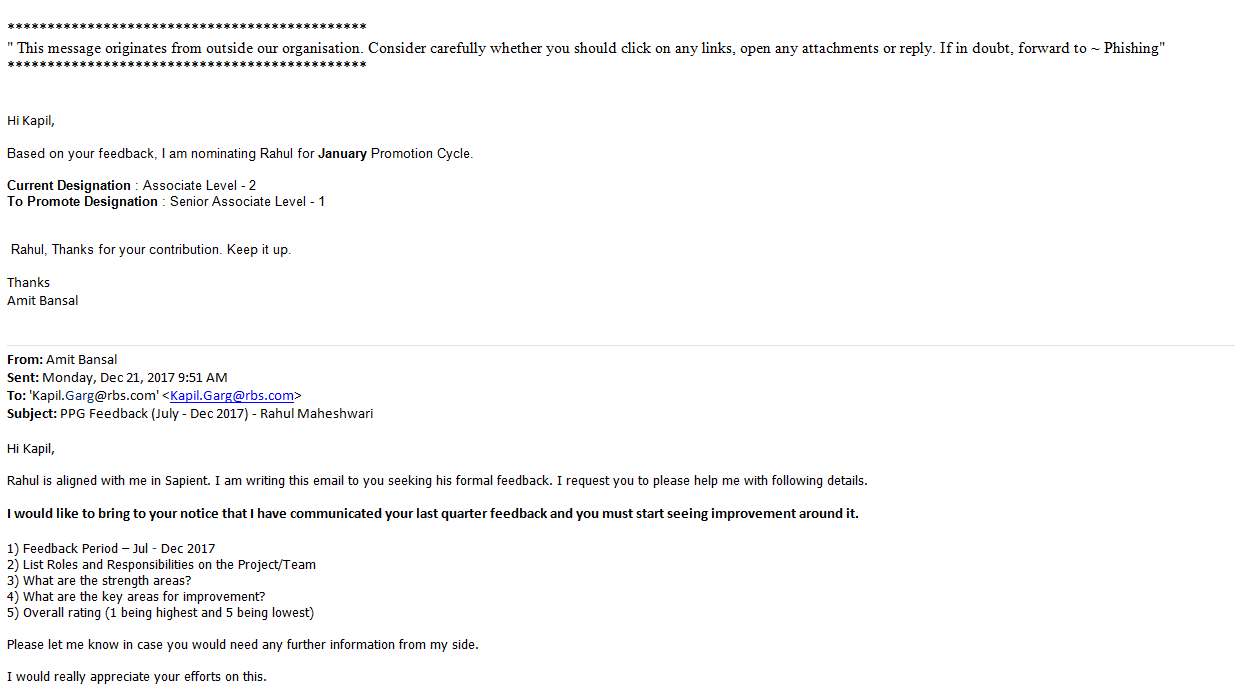 *********************************************
" This message originates from outside our organisation. Consider carefully whether you should click on any links, open any attachments or reply. If in doubt, forward to ~ Phishing"
*********************************************
Hi Kapil,
Based on your feedback, I am nominating Rahul for January Promotion Cycle.
Current Designation : Associate Level - 2
To Promote Designation : Senior Associate Level - 1
Rahul, Thanks for your contribution. Keep it up.
Thanks
Amit Bansal
From: Amit Bansal
Sent: Monday, Dec 21, 2017 9:51 AM
To: 'Kapil.Garg@rbs.com' <Kapil.Garg@rbs.com>
Subject: PPG Feedback (July - Dec 2017) - Rahul Maheshwari
Hi Kapil,
Rahul is aligned with me in Sapient. I am writing this email to you seeking his formal feedback. I request you to please help me with following details.
I would like to bring to your notice that I have communicated your last quarter feedback and you must start seeing improvement around it.
1) Feedback Period – Jul - Dec 2017
2) List Roles and Responsibilities on the Project/Team
3) What are the strength areas?
4) What are the key areas for improvement?
5) Overall rating (1 being highest and 5 being lowest)
Please let me know in case you would need any further information from my side.
I would really appreciate your efforts on this.